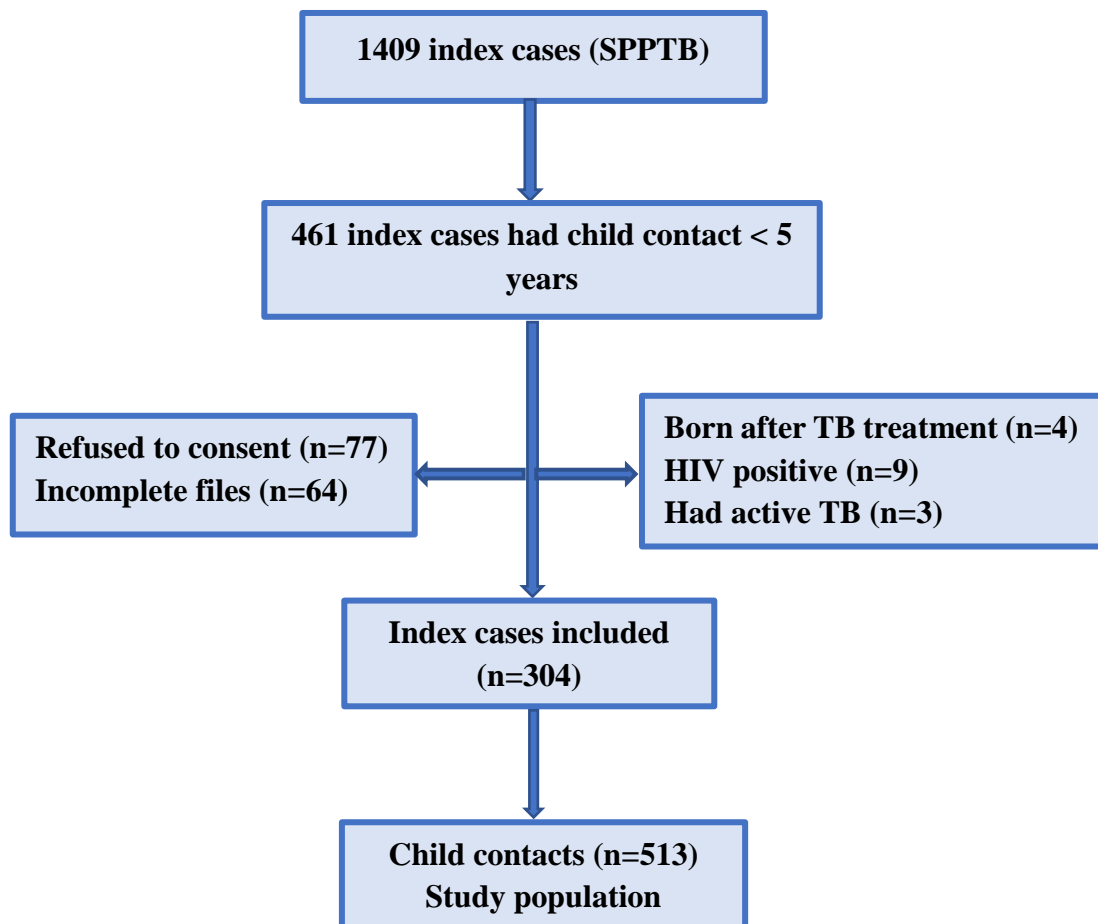 1409 index cases (SPPTB)
461 index cases had child contact < 5
years
Refused to consent (n=77)
Incomplete files (n=64)
Born after TB treatment (n=4)
HIV positive (n=9)
Had active TB (n=3)
Index cases included
(n=304)
Child contacts (n=513)
Study population